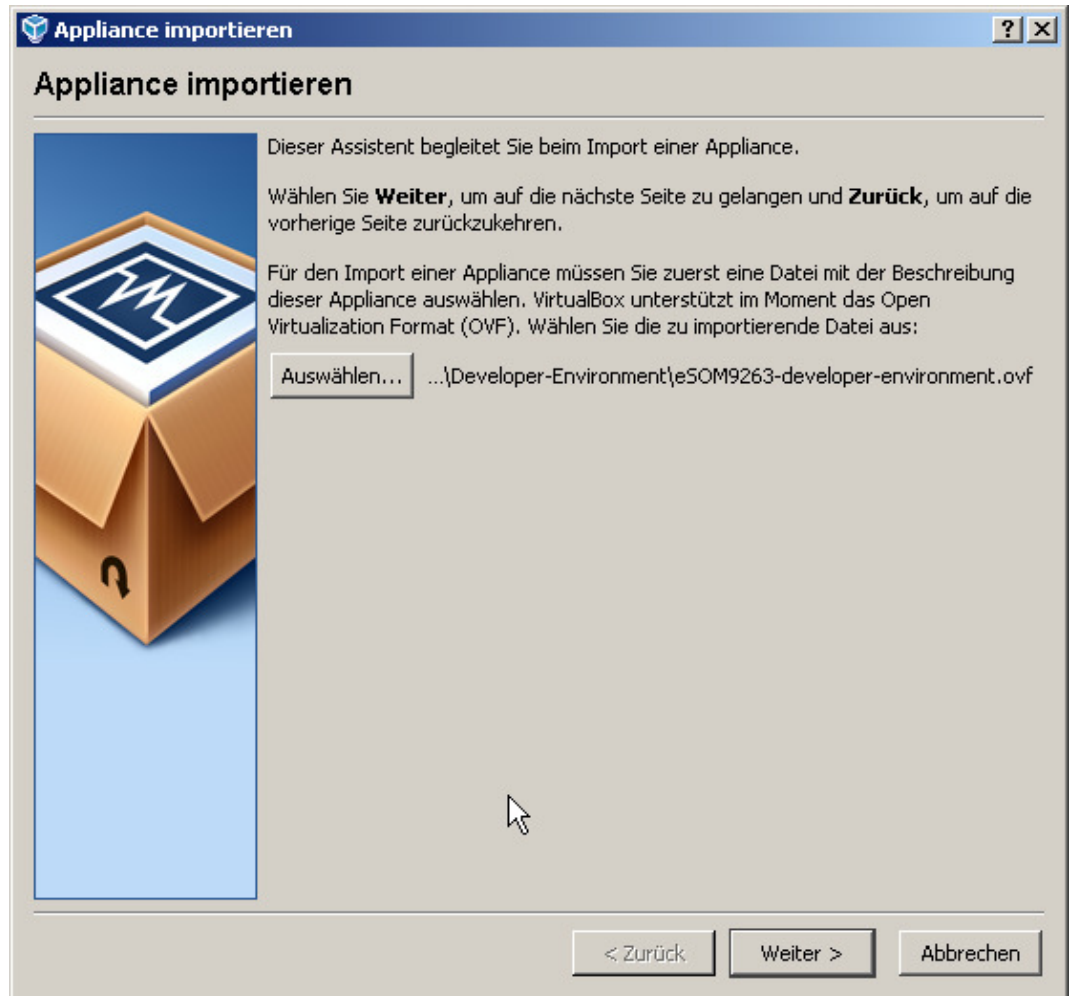 Appliance importieren
Appliance importieren
Dieser Assistent begleitet Sie beim Import einer Appliance.
Wählen Sie Weiter, um auf die nächste Seite zu gelangen und Zurück, um auf die
vorherige Seite zurückzukehren.
Für den Import einer Appliance müssen Sie zuerst eine Datei mit der Beschreibung
dieser Appliance auswählen. VirtualBox unterstützt im Moment das Open
Virtualization Format (OVF). Wählen Sie die zu importierende Datei aus:
Auswählen... ...\Developer-Environment\eSOM9263-developer-environment.ovf
< Zurück Weiter > Abbrechen